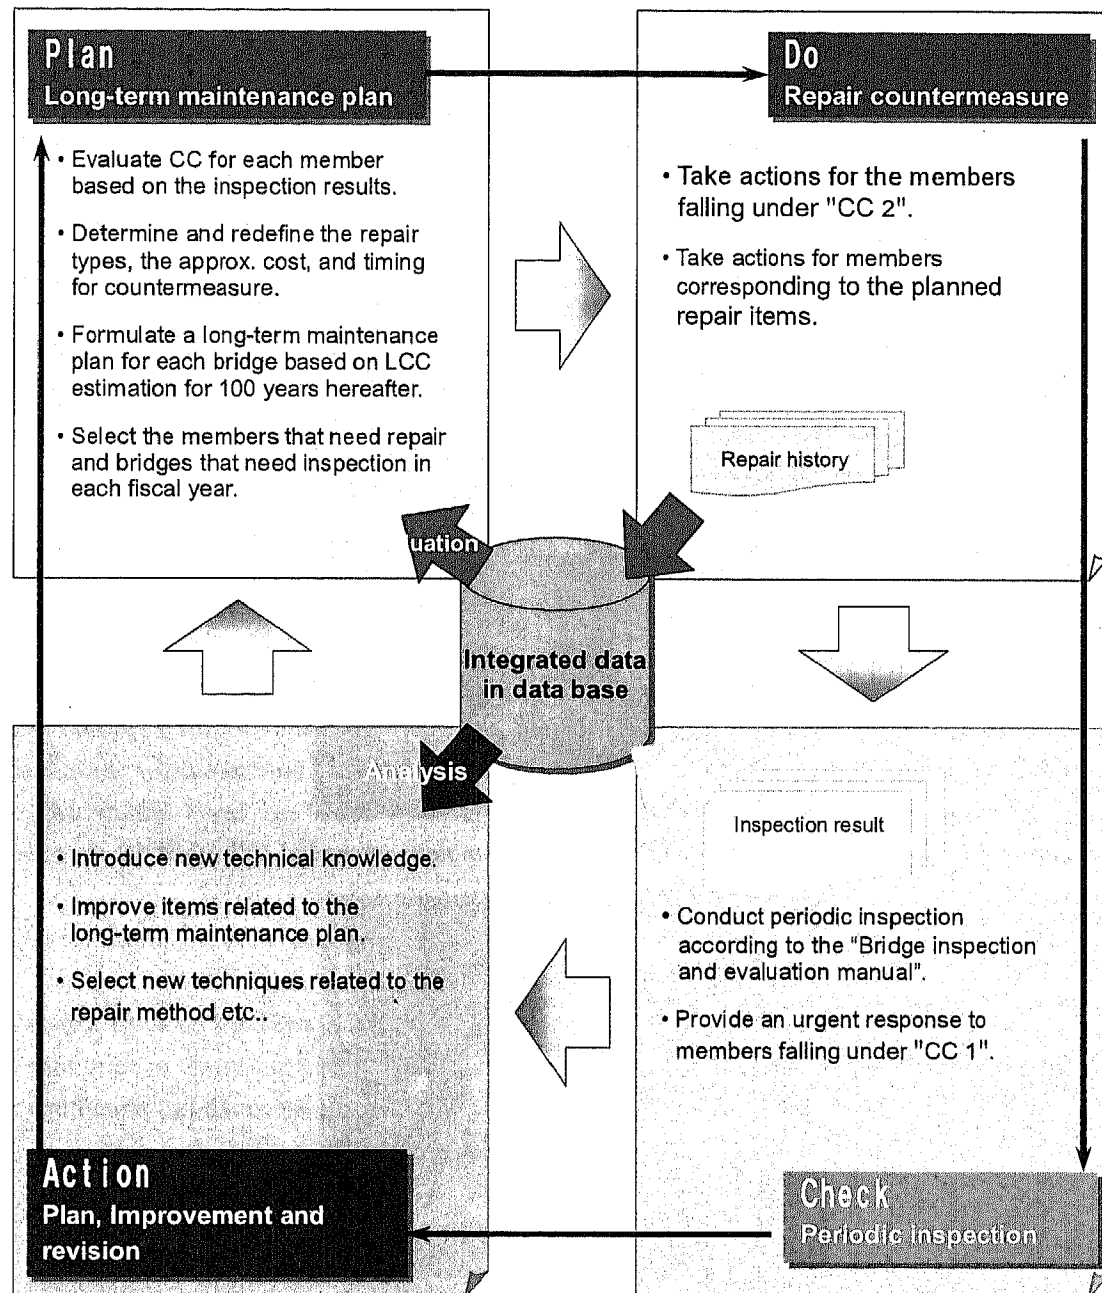 Plan
Long-term maintenance plan
• Evaluate CC for each member
based on the inspection results.
• Determine and redefine the repair
types, the approx. cost, and timing
for countermeasure.
• Formulate a long-term maintenance
plan for each bridge based on LCC
estimation for 100 years hereafter.
• Select the members that need repair
and bridges that need inspection in
each fiscal year.
Do
Repair countermeasure
• Take actions for the members
falling under "CC 2".
• Take actions for members
corresponding to the planned
repair items.
Repair history
uation
Integrated data
in data base
Analysis
• Introduce new technical knowledge.
• Improve items related to the
long-term maintenance plan.
• Select new techniques related to the
repair method etc..
Action
Plan, Improvement and
revision
Inspection result
• Conduct periodic inspection
according to the "Bridge inspection
and evaluation manual".
• Provide an urgent response to
members falling under "CC 1".
Check
Periodic inspection